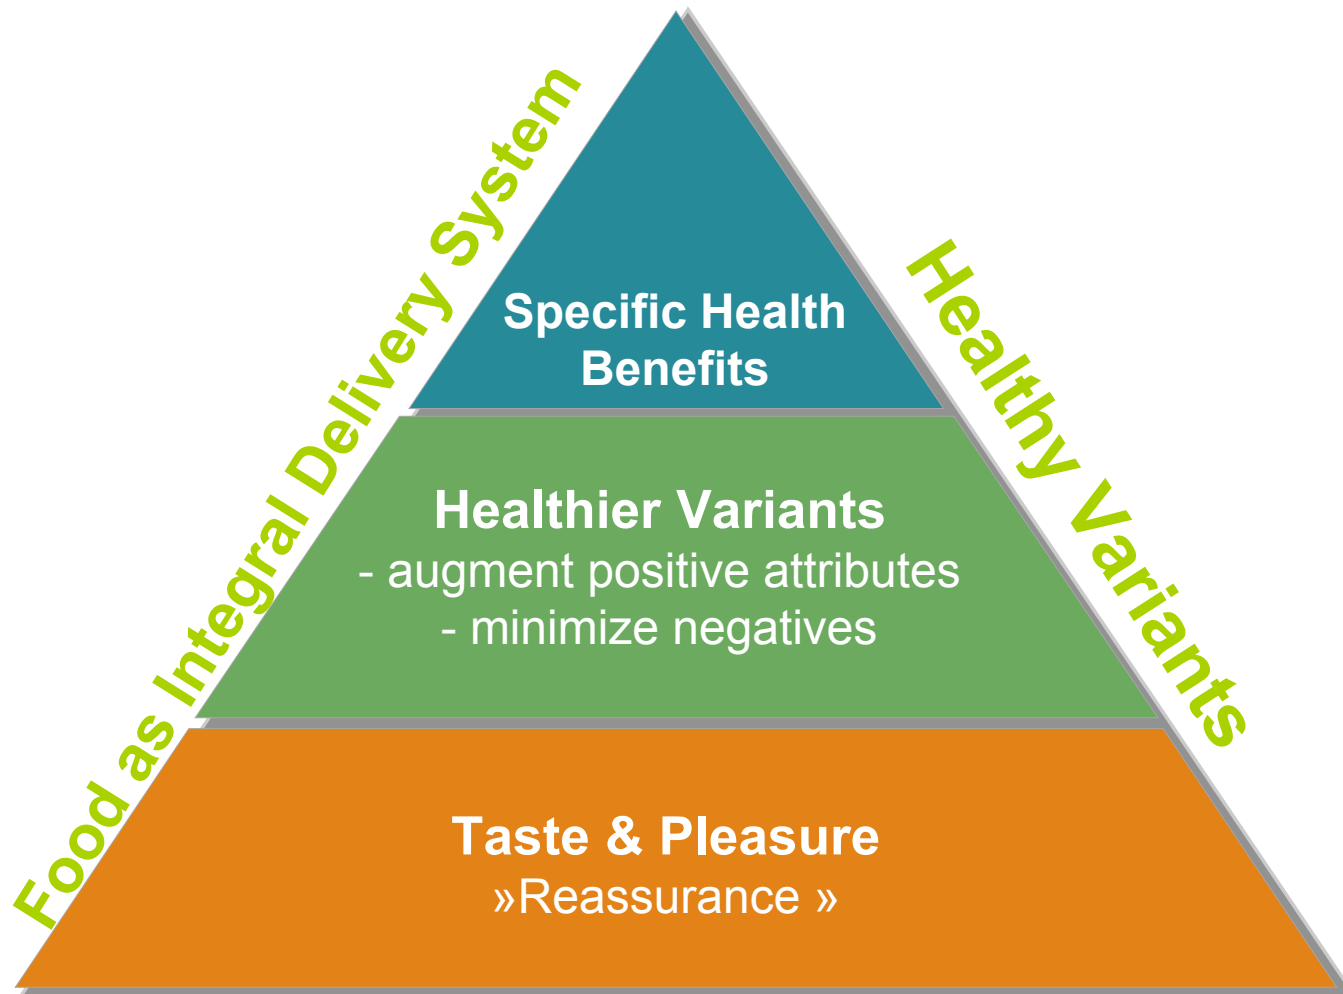 Food as Integral Delivery System
Healthy Variants
Specific Health
Benefits
Healthier Variants
- augment positive attributes
- minimize negatives
Taste & Pleasure
»Reassurance »